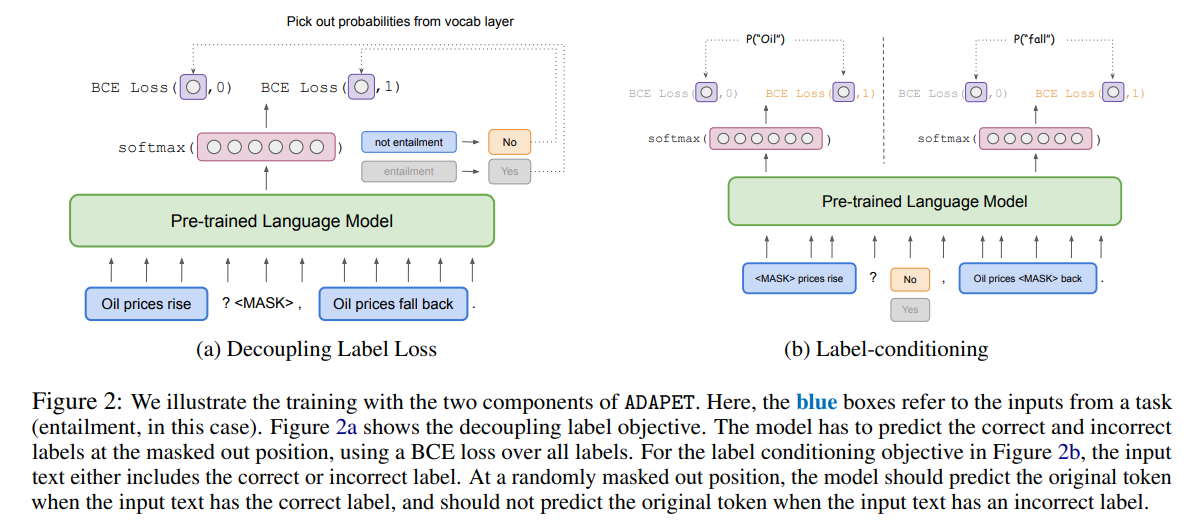 Pick out probabilities from vocab layer
BCE Loss( ,0) BCE Loss( ,1)
softmax( )
not entailment No
entailment Yes
Pre-trained Language Model
Oil prices rise ? <MASK> , Oil prices fall back .
(a) Decoupling Label Loss
P("Oil") P("fall")
BCE Loss( ,0) BCE Loss( ,1) BCE Loss( ,0) BCE Loss( ,1)
softmax( ) softmax( )
Pre-trained Language Model
<MASK> prices rise ? No , Oil prices <MASK> back .
Yes
(b) Label-conditioning
Figure 2: We illustrate the training with the two components of ADAPET. Here, the blue boxes refer to the inputs from a task
(entailment, in this case). Figure 2a shows the decoupling label objective. The model has to predict the correct and incorrect
labels at the masked out position, using a BCE loss over all labels. For the label conditioning objective in Figure 2b, the input
text either includes the correct or incorrect label. At a randomly masked out position, the model should predict the original token
when the input text has the correct label, and should not predict the original token when the input text has an incorrect label.